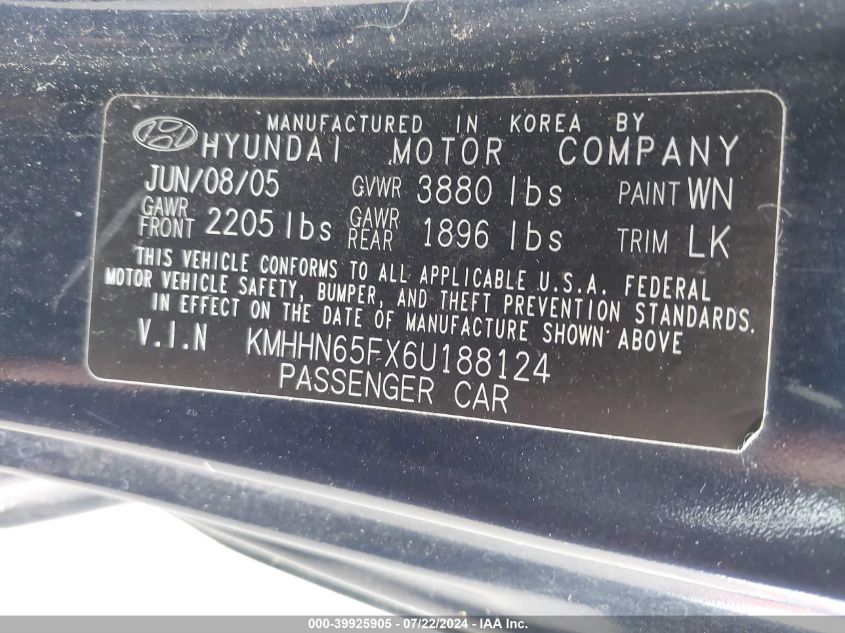 MANUFACTURED IN KOREA BY
HYUNDAI MOTOR COMPANY
JUN/08/05 GVWR 3880 lbs PAINT WN
GAWR FRONT 2205 lbs GAWR REAR 1896 lbs TRIM LK
THIS VEHICLE CONFORMS TO ALL APPLICABLE U.S.A. FEDERAL
MOTOR VEHICLE SAFETY, BUMPER, AND THEFT PREVENTION STANDARDS.
IN EFFECT ON THE DATE OF MANUFACTURE SHOWN ABOVE
V.I.N KMHHN65FX6U188124
PASSENGER CAR
000-39925905 - 07/22/2024 - IAA Inc.